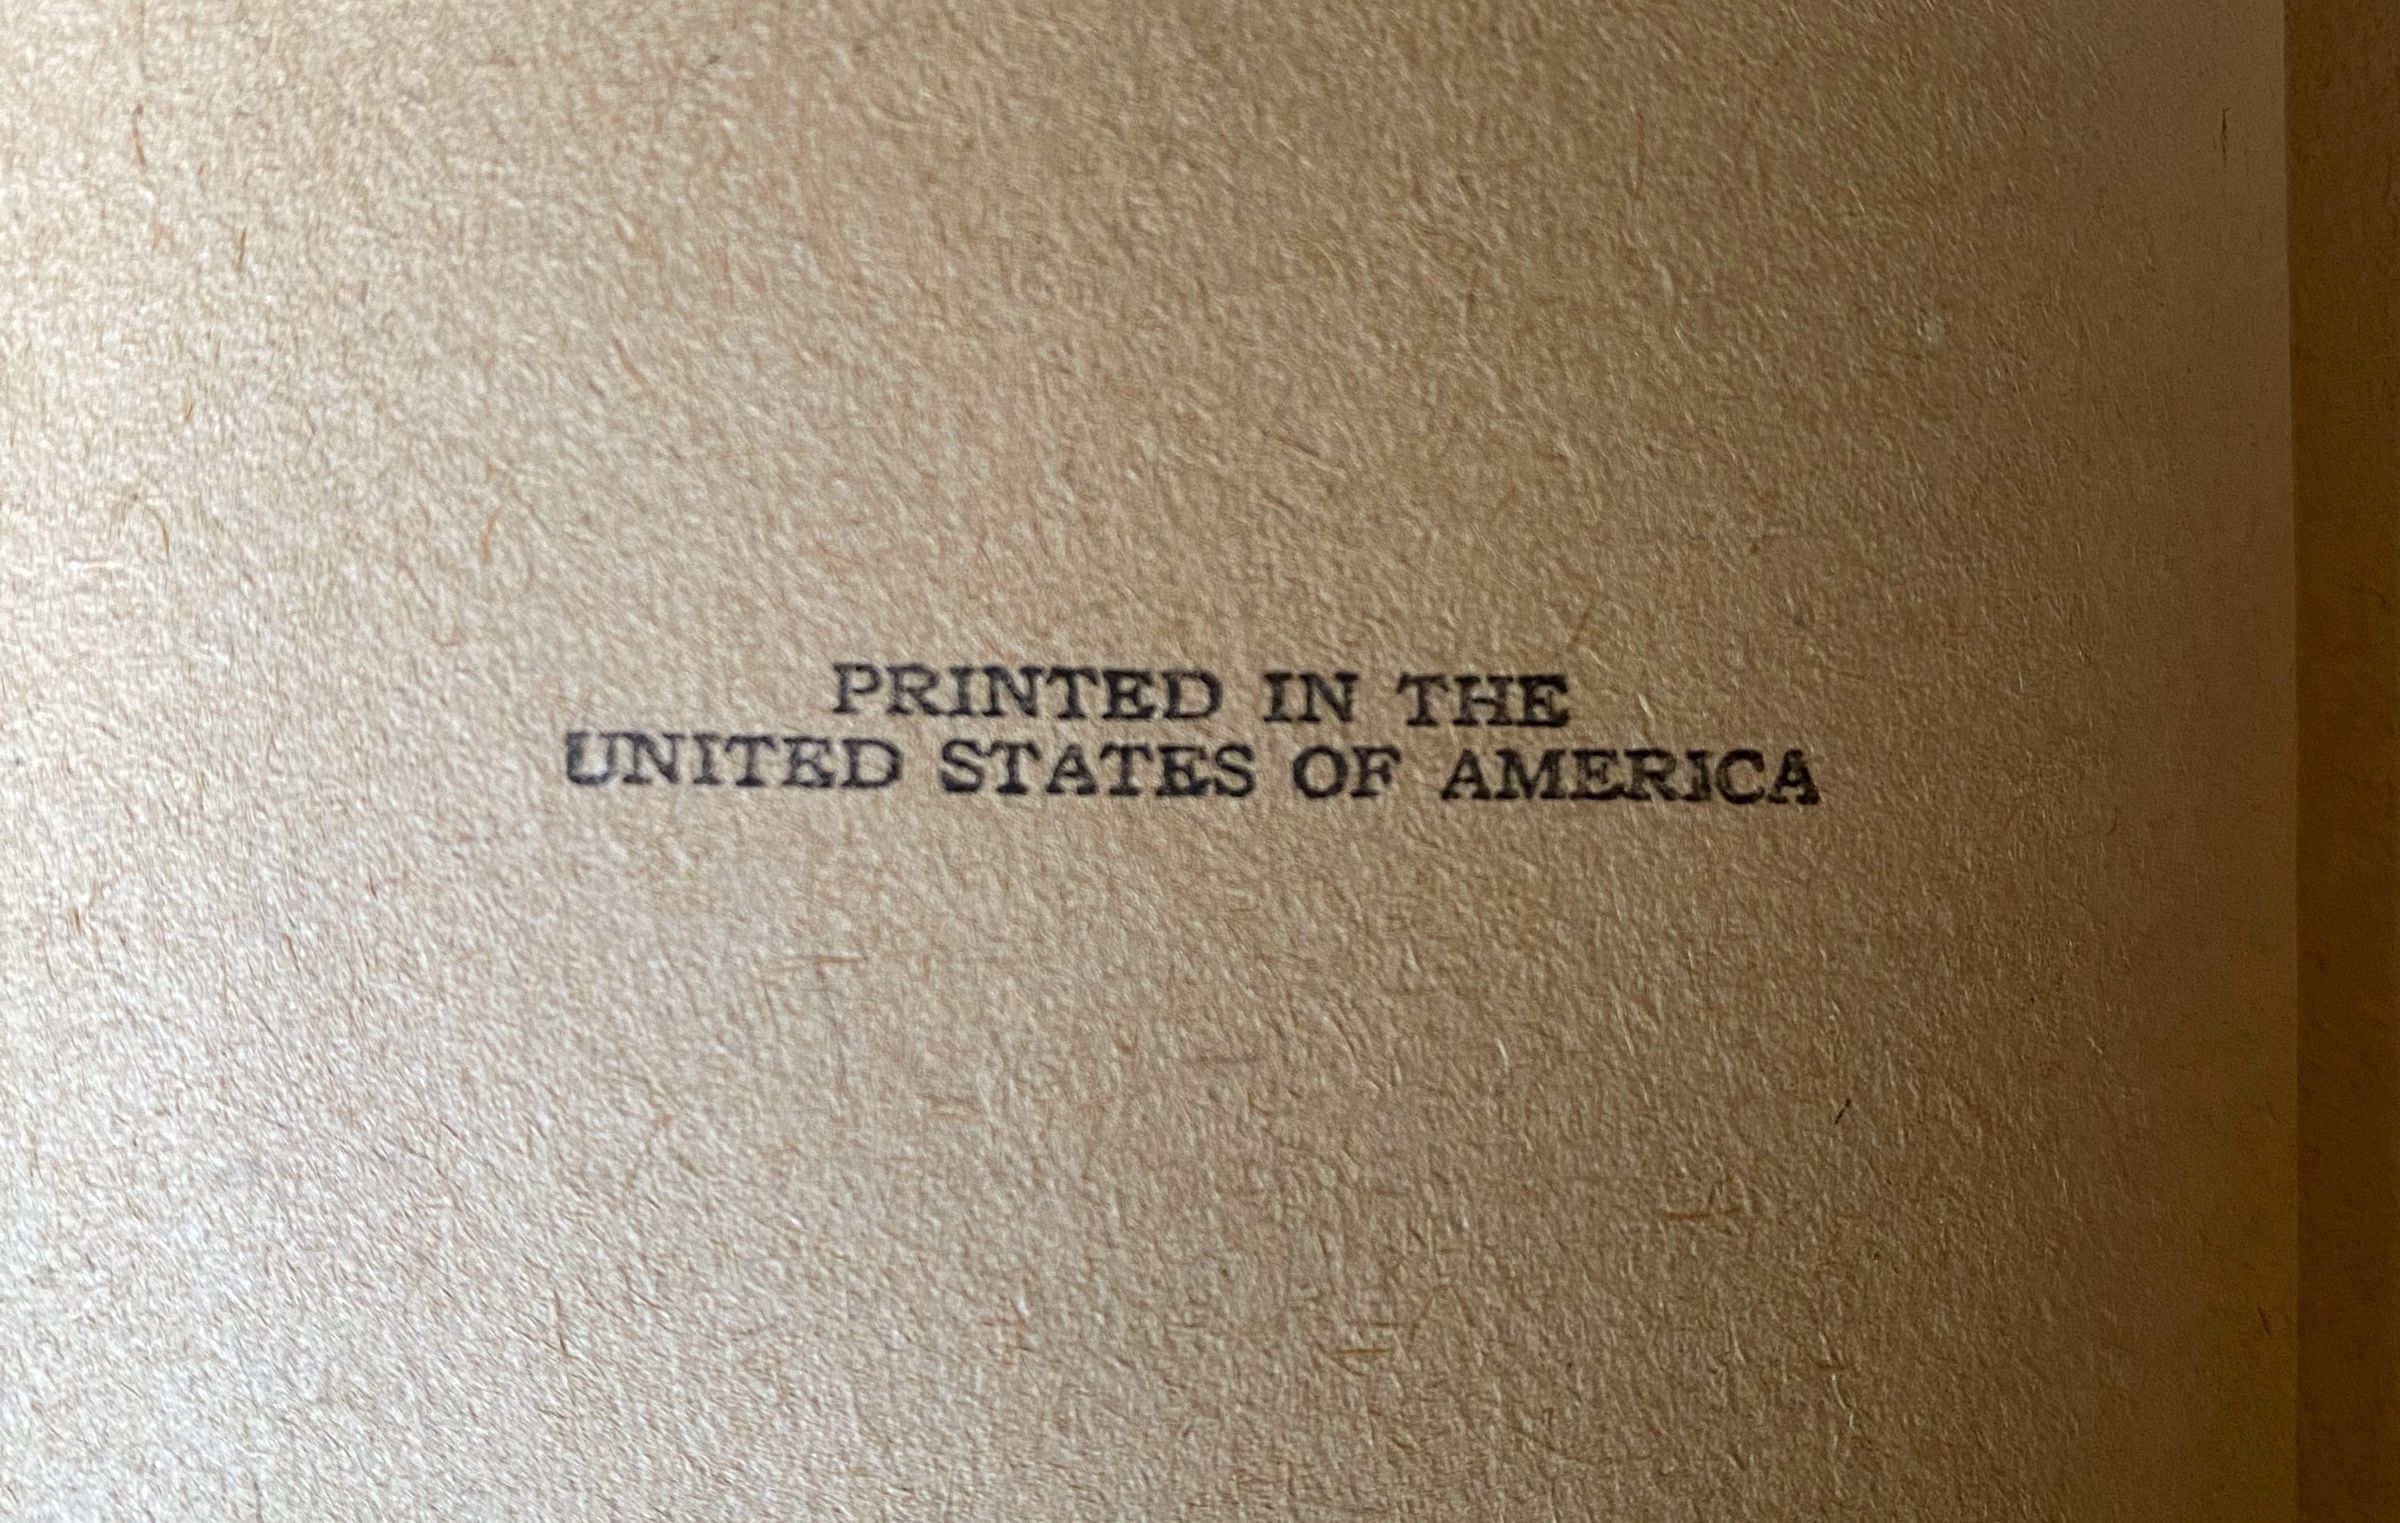 PRINTED IN THE
UNITED STATES OF AMERICA